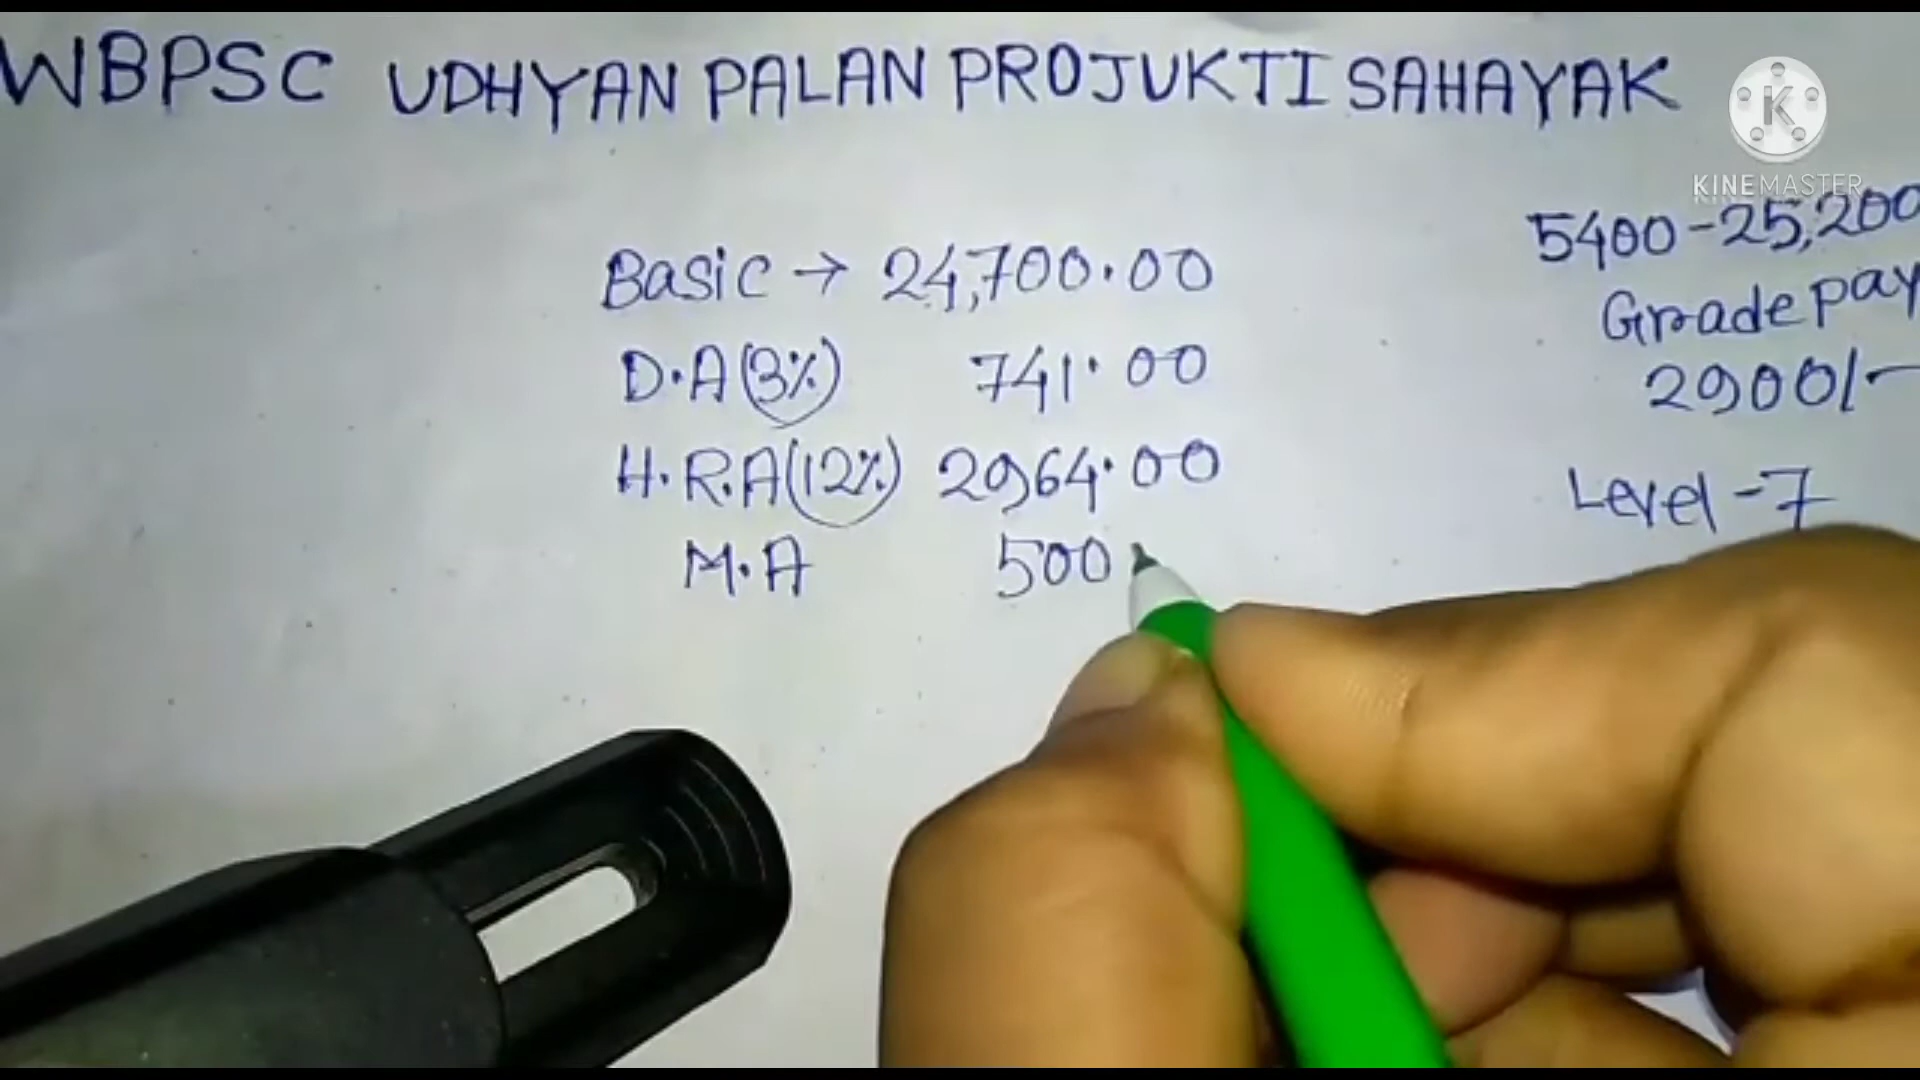 WBPSC UDHYAN PALAN PROJUKTI SAHAYAK
KINEMASTER
5400-25,200
Grade pay
2900/-
Level-7
Basic → 24,700.00
D.A (3%) 741.00
H.R.A (12%) 2964.00
M.A 500